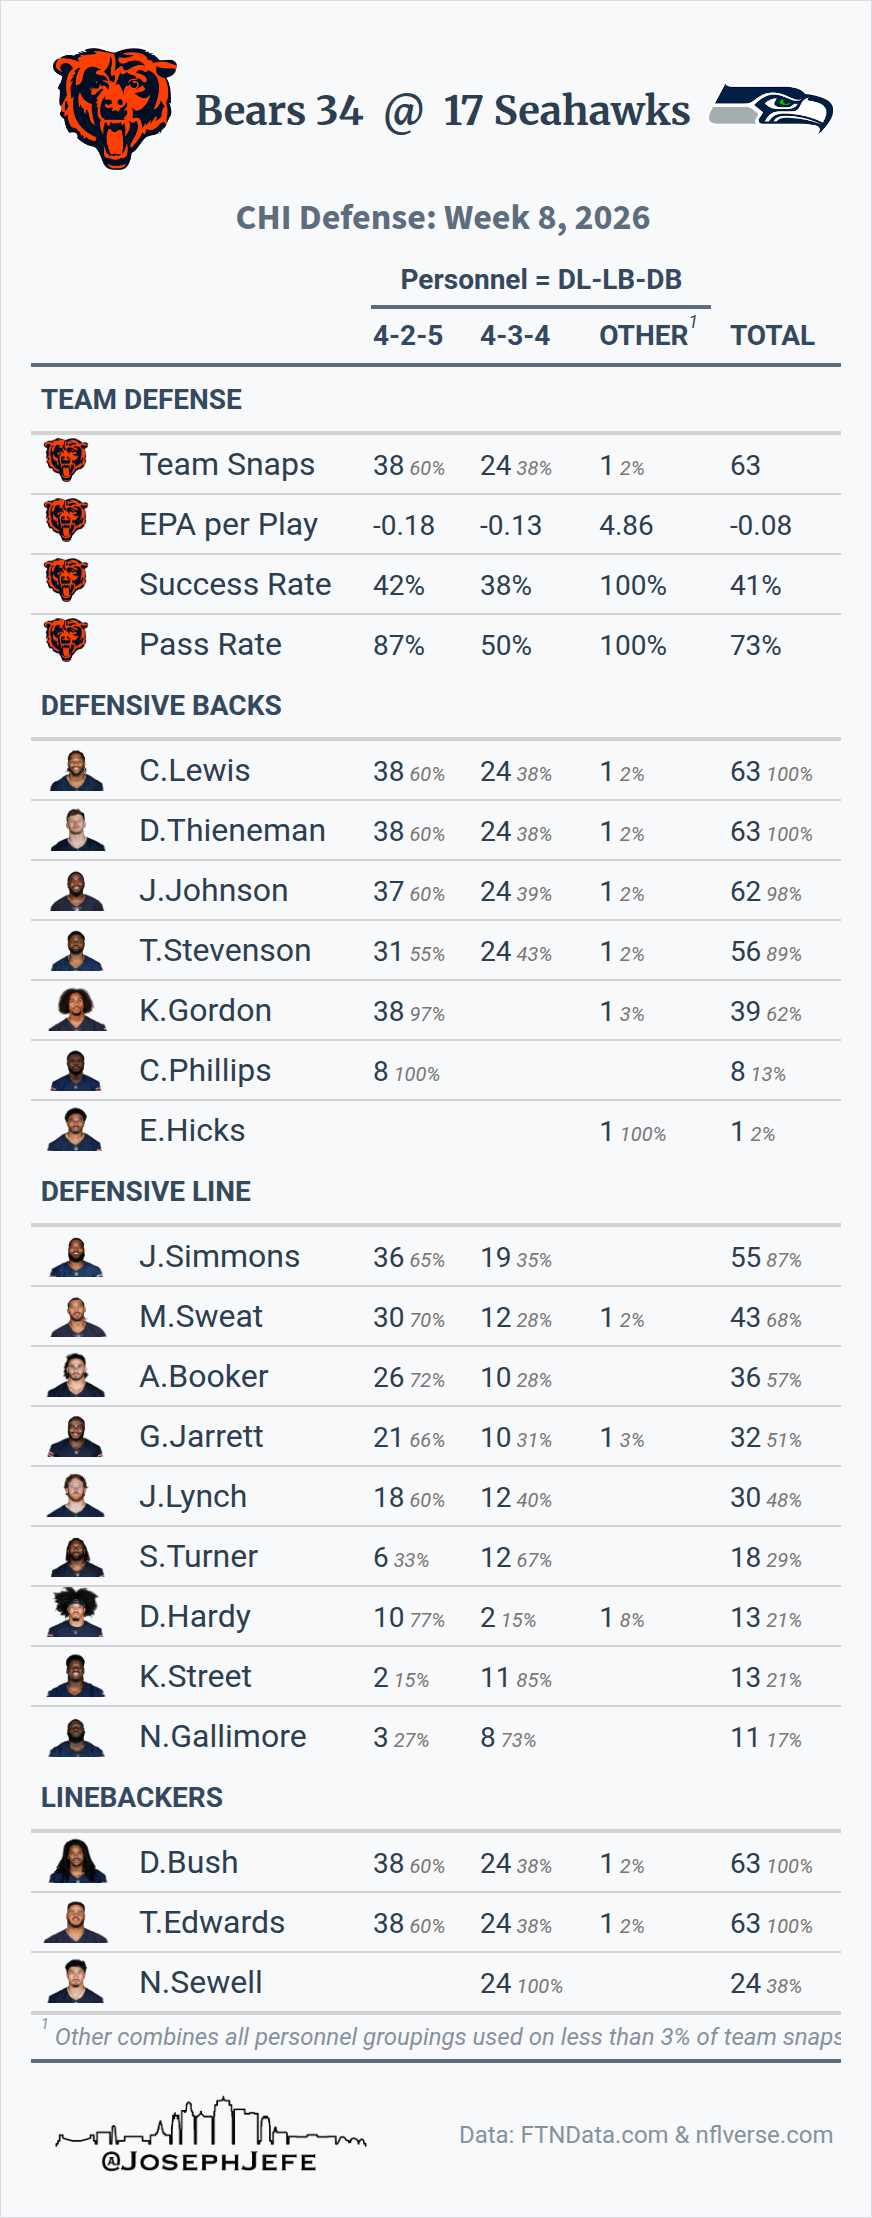 Bears 34 @ 17 Seahawks
CHI Defense: Week 8, 2026
Personnel = DL-LB-DB
4-2-5 4-3-4 OTHER1 TOTAL
TEAM DEFENSE
Team Snaps 38 60% 24 38% 1 2% 63
EPA per Play -0.18 -0.13 4.86 -0.08
Success Rate 42% 38% 100% 41%
Pass Rate 87% 50% 100% 73%
DEFENSIVE BACKS
C.Lewis 38 60% 24 38% 1 2% 63 100%
D.Thieneman 38 60% 24 38% 1 2% 63 100%
J.Johnson 37 60% 24 39% 1 2% 62 98%
T.Stevenson 31 55% 24 43% 1 2% 56 89%
K.Gordon 38 97% 1 3% 39 62%
C.Phillips 8 100% 8 13%
E.Hicks 1 100% 1 2%
DEFENSIVE LINE
J.Simmons 36 65% 19 35% 55 87%
M.Sweat 30 70% 12 28% 1 2% 43 68%
A.Booker 26 72% 10 28% 36 57%
G.Jarrett 21 66% 10 31% 1 3% 32 51%
J.Lynch 18 60% 12 40% 30 48%
S.Turner 6 33% 12 67% 18 29%
D.Hardy 10 77% 2 15% 1 8% 13 21%
K.Street 2 15% 11 85% 13 21%
N.Gallimore 3 27% 8 73% 11 17%
LINEBACKERS
D.Bush 38 60% 24 38% 1 2% 63 100%
T.Edwards 38 60% 24 38% 1 2% 63 100%
N.Sewell 24 100% 24 38%
1 Other combines all personnel groupings used on less than 3% of team snaps
@JOSEPHJEFE
Data: FTNData.com & nflverse.com